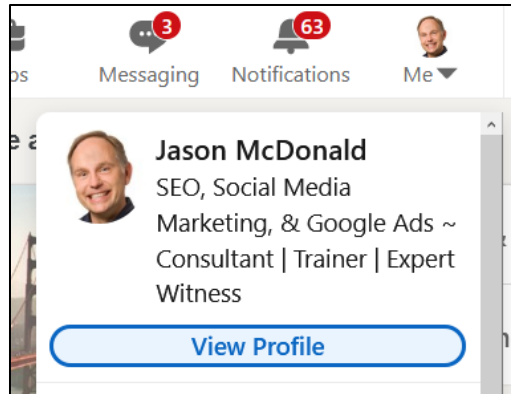 3
63
Messaging
Notifications
Me
Jason McDonald
SEO, Social Media
Marketing, & Google Ads ~
Consultant | Trainer | Expert
Witness
View Profile